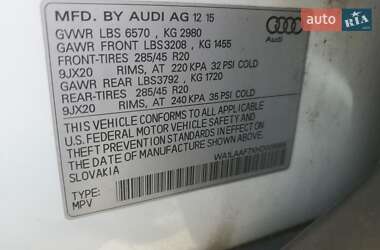 MFD. BY AUDI AG 12 15
GVWR LBS 6570 , KG 2980
GAWR FRONT LBS3208 , KG 1455
FRONT-TIRES 285/45 R20
9JX20 RIMS, AT 220 KPA 32 PSI COLD
GAWR REAR LBS3792 , KG 1720
REAR-TIRES 285/45 R20
9JX20 RIMS, AT 240 KPA 35 PSI COLD
THIS VEHICLE CONFORMS TO ALL APPLICABLE
U.S. FEDERAL MOTOR VEHICLE SAFETY AND
THEFT PREVENTION STANDARDS IN EFFECT ON
THE DATE OF MANUFACTURE SHOWN ABOVE.
SLOVAKIA
TYPE:
MPV
Audi
AUTO RIA .com